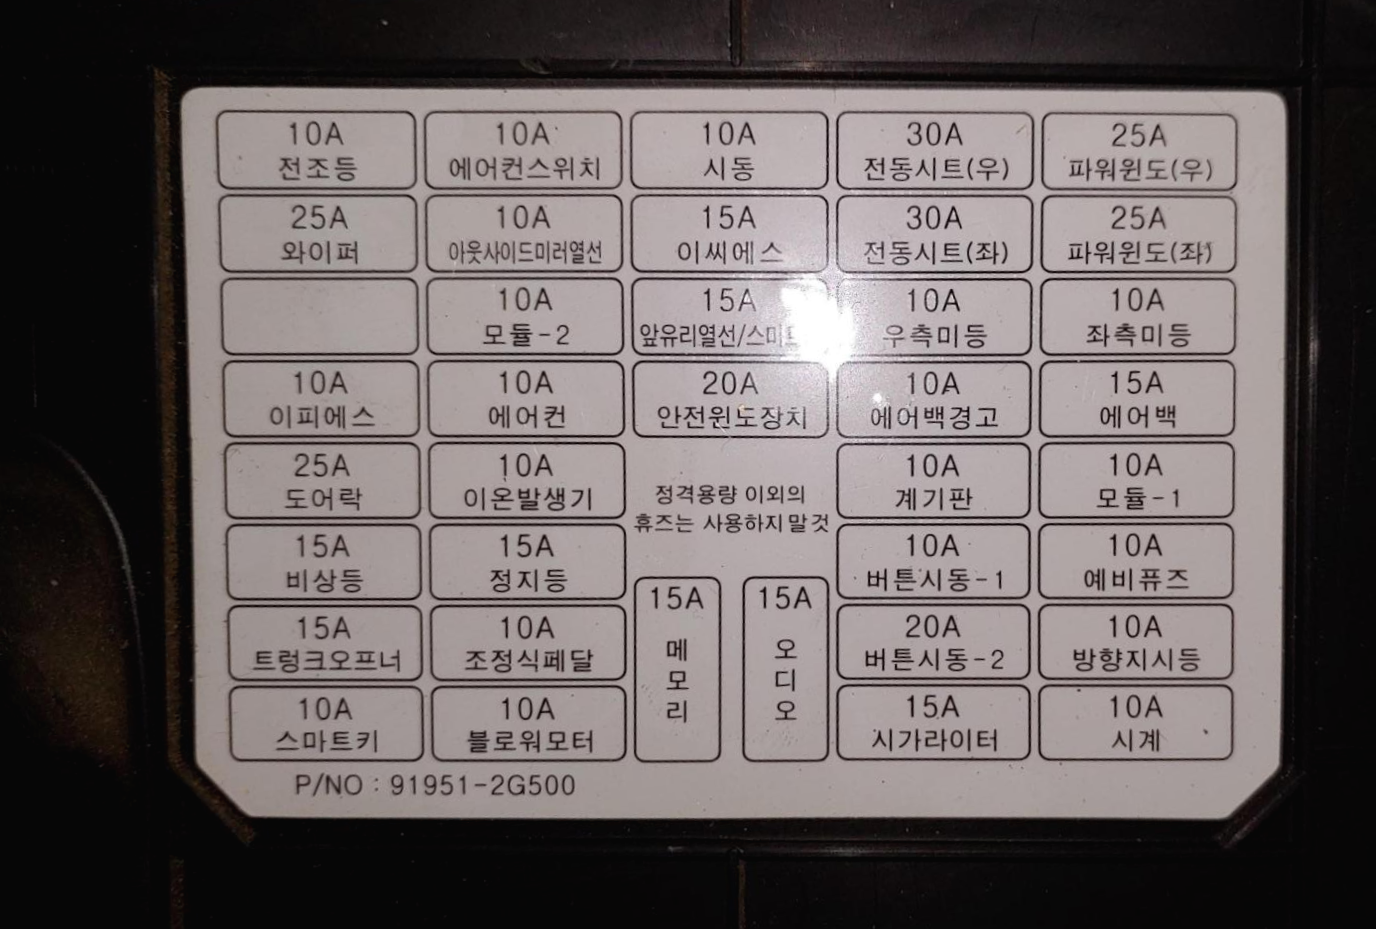 10A 10A 10A 30A 25A
전조등 에어컨스위치 시동 전동시트(우) 파워윈도(우)
25A 10A 15A 30A 25A
와이퍼 아웃사이드미러열선 이씨에스 전동시트(좌) 파워윈도(좌)
10A 15A 10A 10A
모듈-2 앞유리열선/ 우측미등 좌측미등
10A 10A 20A 10A 15A
이피에스 에어컨 안전윈도장치 에어백경고 에어백
25A 10A 10A 10A
도어락 이온발생기 계기판 모듈-1
정격용량 이외의
휴즈는 사용하지말것
15A 15A 10A 10A
비상등 정지등 버튼시동-1 예비퓨즈
15A 10A 20A 10A
트렁크오프너 조정식페달 버튼시동-2 방향지시등
10A 10A 15A 10A
스마트키 블로워모터 시가라이터 시계
15A 15A
메모리 오디오
P/NO : 91951-2G500